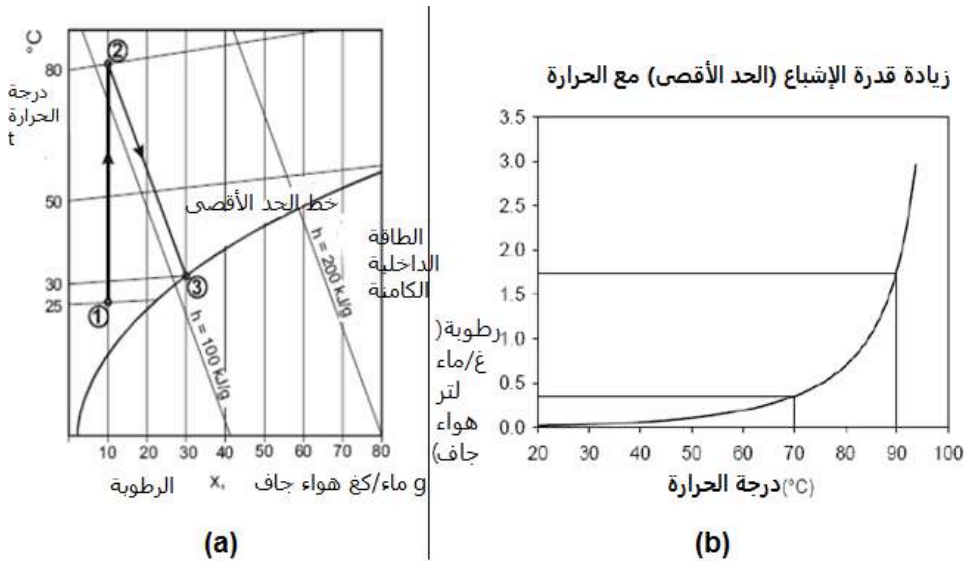 °C
80
50
30
25
درجة
الحرارة
t
②
①
③
خط الحد الأقصى
h = 100 kJ/g
h = 200 kJ/g
الطاقة
الداخلية
الكامنة
10 20 30 40 50 60 70 80
الرطوبة x, g ماء/كغ هواء جاف
(a)
زيادة قدرة الإشباع (الحد الأقصى) مع الحرارة
3.5
3.0
2.5
2.0
1.5
1.0
0.5
0.0
رطوبة(
غ/ماء
لتر
هواء
جاف)
20 30 40 50 60 70 80 90 100
درجة الحرارة(°C)
(b)